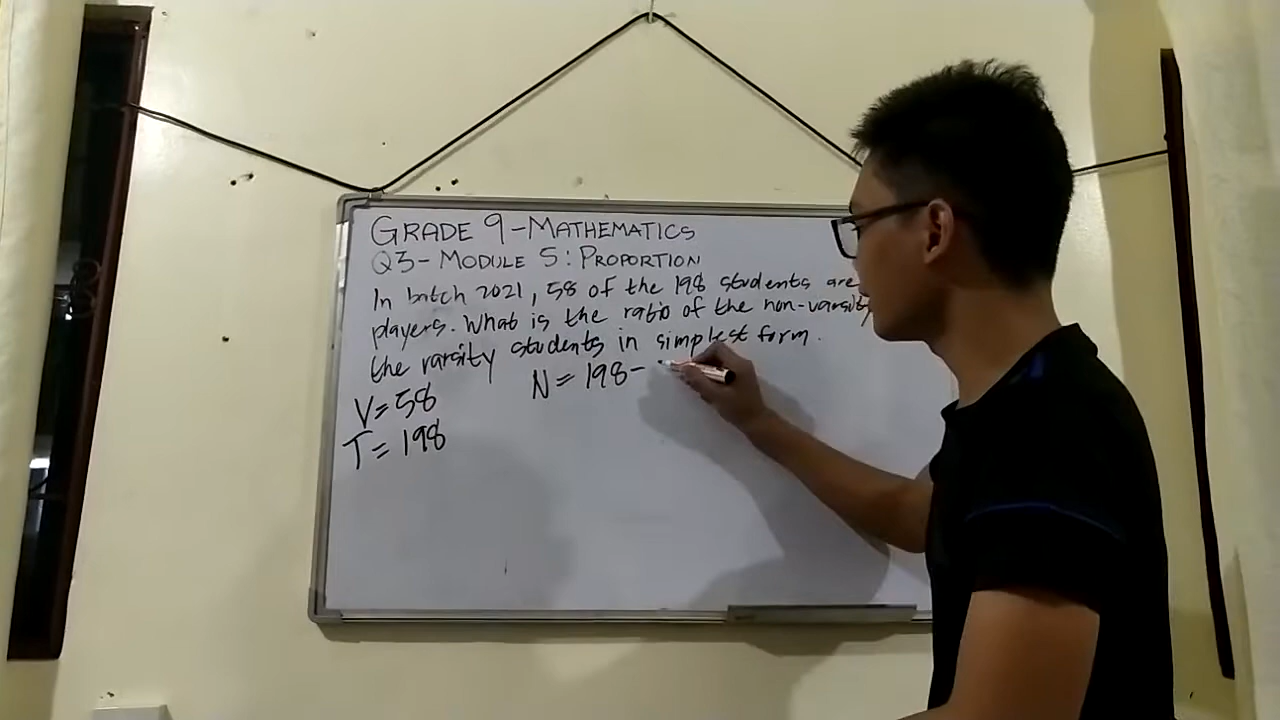 GRADE 9-MATHEMATICS
Q3- MODULE 5: PROPORTION
In batch 2021, 58 of the 198 students are
players. What is the ratio of the non-varsity
the varsity students in simplest form.
V=58
N=198-
T=198